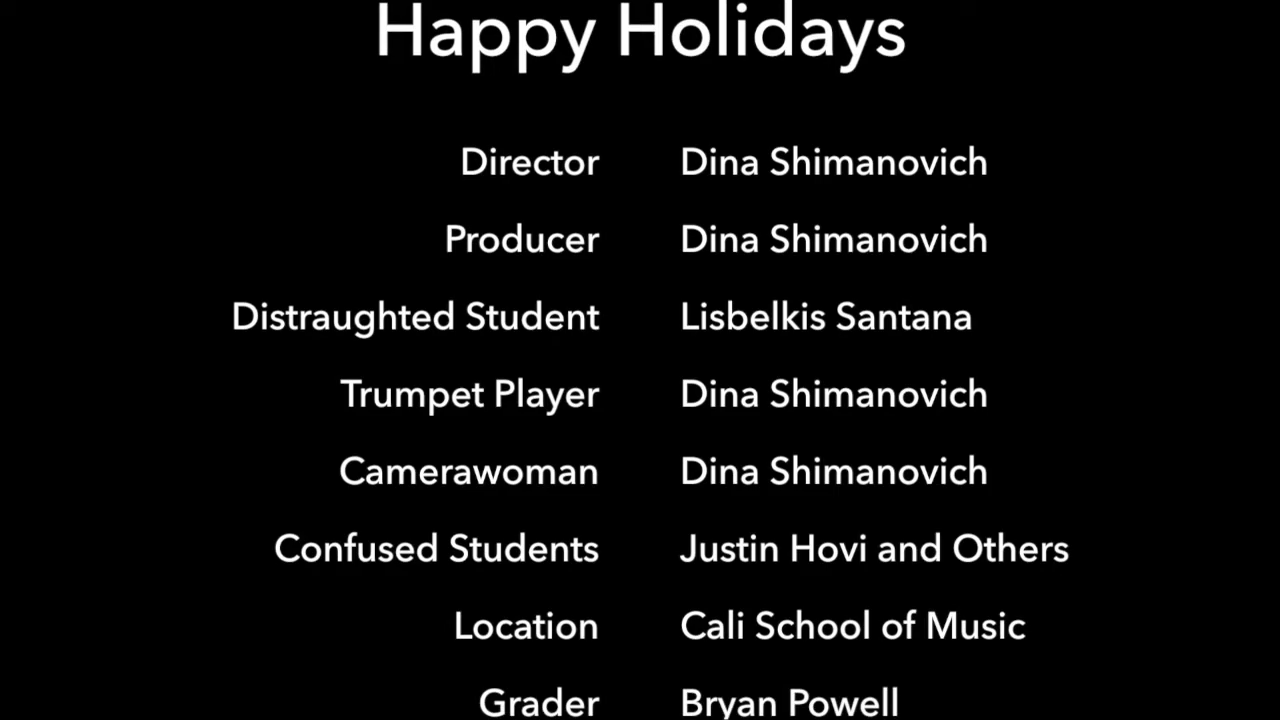 Happy Holidays
Director Dina Shimanovich
Producer Dina Shimanovich
Distraughted Student Lisbelkis Santana
Trumpet Player Dina Shimanovich
Camerawoman Dina Shimanovich
Confused Students Justin Hovi and Others
Location Cali School of Music
Grader Bryan Powell